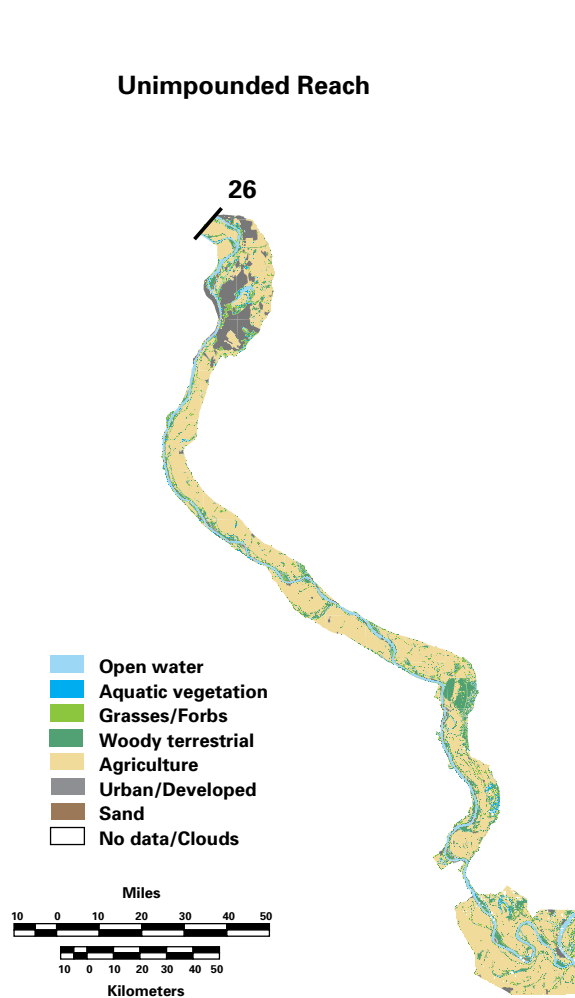 Unimpounded Reach
26
Open water
Aquatic vegetation
Grasses/Forbs
Woody terrestrial
Agriculture
Urban/Developed
Sand
No data/Clouds
Miles
10 0 10 20 30 40 50
10 0 10 20 30 40 50
Kilometers